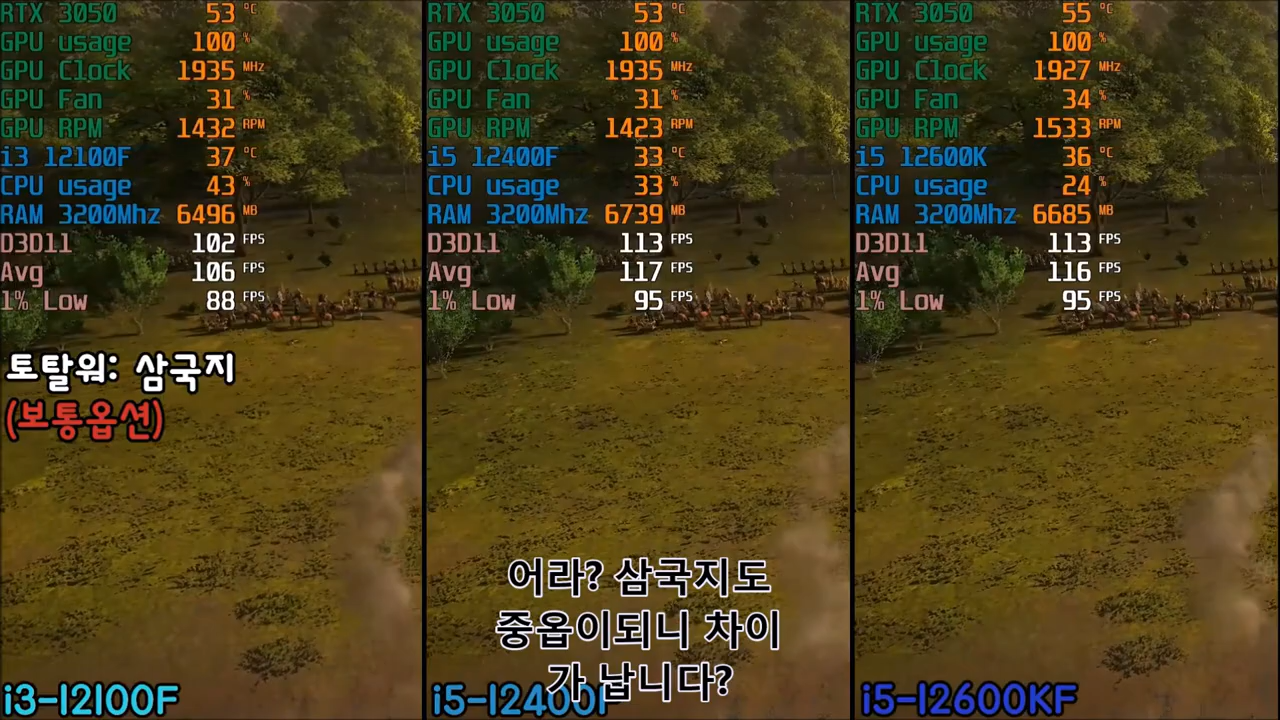 RTX 3050 53 °C
GPU usage 100 %
GPU Clock 1935 MHz
GPU Fan 31 %
GPU RPM 1432 RPM
i3 12100F 37 °C
CPU usage 43 %
RAM 3200Mhz 6496 MB
D3D11 102 FPS
Avg 106 FPS
1% Low 88 FPS
토탈워: 삼국지
(보통옵션)
i3-12100F
RTX 3050 53 °C
GPU usage 100 %
GPU Clock 1935 MHz
GPU Fan 31 %
GPU RPM 1423 RPM
i5 12400F 33 °C
CPU usage 33 %
RAM 3200Mhz 6739 MB
D3D11 113 FPS
Avg 117 FPS
1% Low 95 FPS
어라? 삼국지도
중옵이되니 차이
가 납니다?
i5-12400F
RTX 3050 55 °C
GPU usage 100 %
GPU Clock 1927 MHz
GPU Fan 34 %
GPU RPM 1533 RPM
i5 12600K 36 °C
CPU usage 24 %
RAM 3200Mhz 6685 MB
D3D11 113 FPS
Avg 116 FPS
1% Low 95 FPS
i5-12600KF